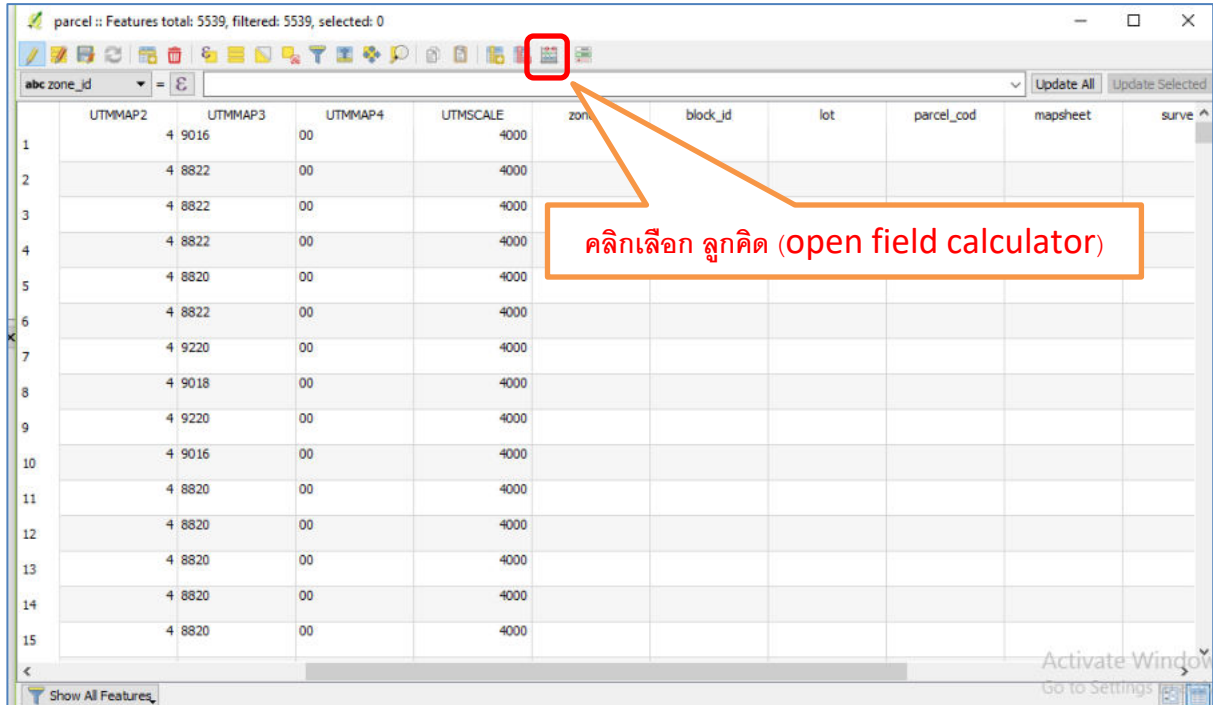 parcel :: Features total: 5539, filtered: 5539, selected: 0
abc zone_id = ε Update All Update Selected
UTMMAP2 UTMMAP3 UTMMAP4 UTMSCALE block_id lot parcel_cod mapsheet surve
1 4 9016 00 4000
2 4 8822 00 4000
3 4 8822 00 4000
4 4 8822 00 4000
5 4 8820 00 4000
6 4 8822 00 4000
7 4 9220 00 4000
8 4 9018 00 4000
9 4 9220 00 4000
10 4 9016 00 4000
11 4 8820 00 4000
12 4 8820 00 4000
13 4 8820 00 4000
14 4 8820 00 4000
15 4 8820 00 4000
คลิกเลือก ลูกคิด (open field calculator)
Activate Window
Go to Settings
Show All Features